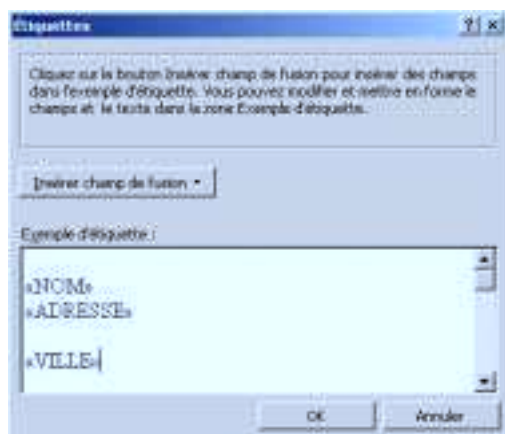 Etiquettes
Cliquez sur le bouton Insérer champ de fusion pour insérer des champs
dans l'exemple d'étiquette. Vous pouvez modifier et mettre en forme le
champs et le texte dans la zone Exemple d'étiquette.
Insérer champ de fusion
Exemple d'étiquette :
«NOM»
«ADRESSE»
«VILLE»
OK Annuler